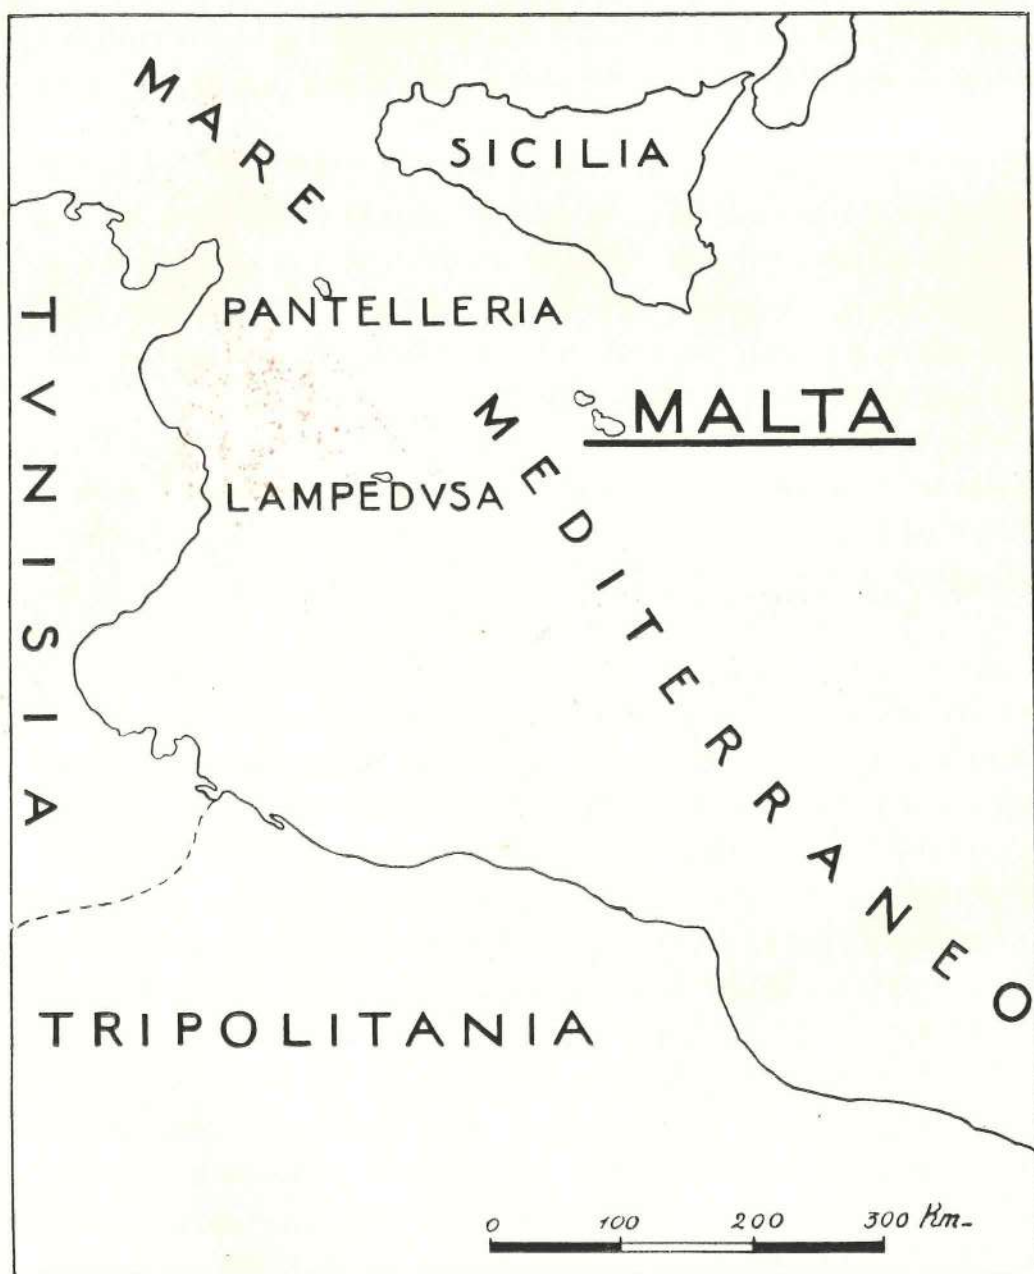 MARE
SICILIA
PANTELLERIA
MALTA
LAMPEDVSA
TVNISIA
MEDITERRANEO
TRIPOLITANIA
0 100 200 300 Km-